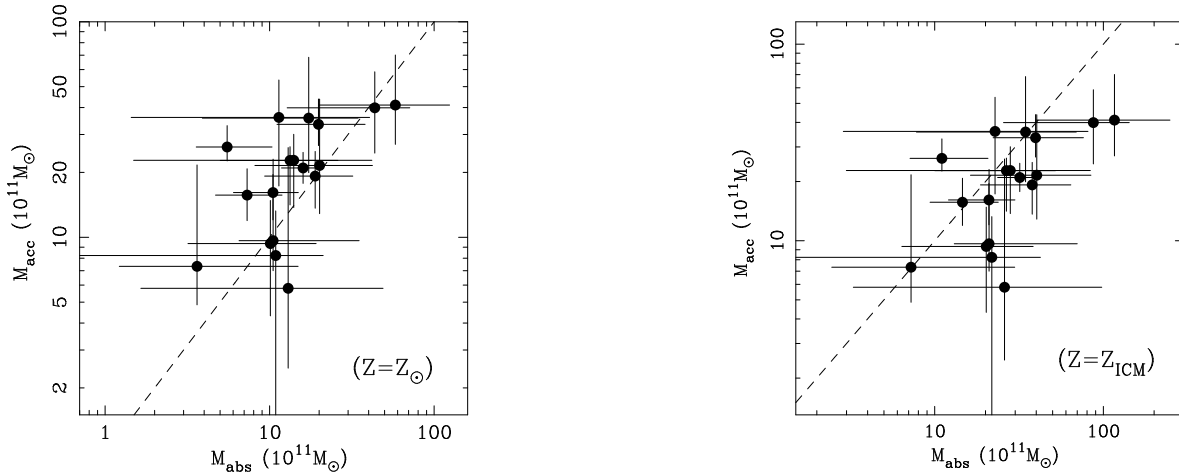 100
50
20
10
5
2
M_acc (10^11 M_⊙)
(Z=Z_⊙)
1 10 100
M_abs (10^11 M_⊙)
100
10
M_acc (10^11 M_⊙)
(Z=Z_ICM)
10 100
M_abs (10^11 M_⊙)